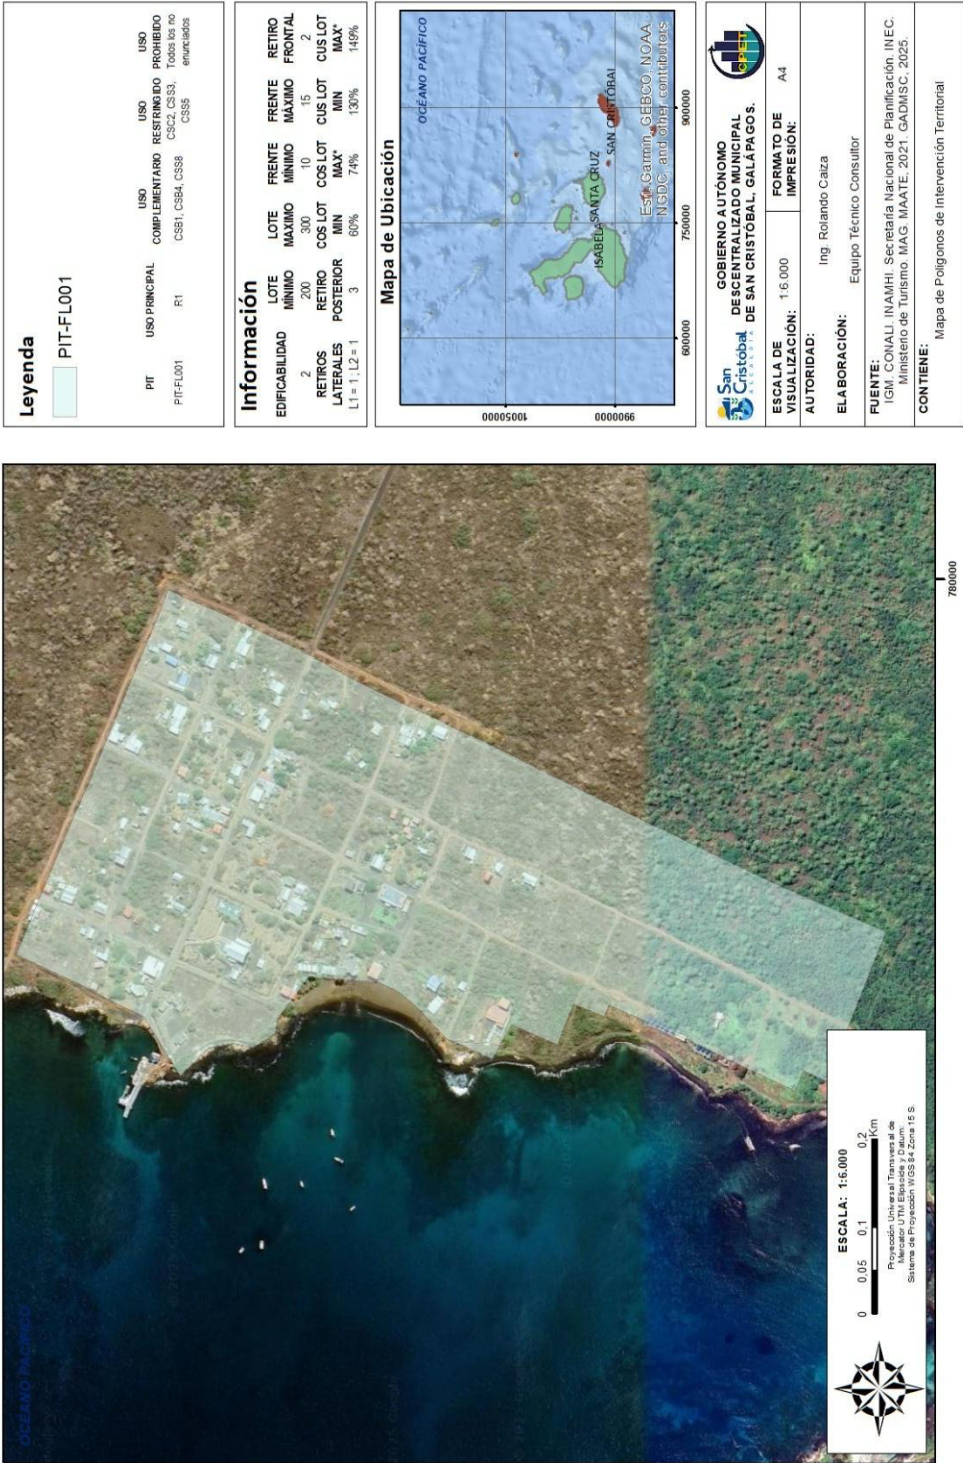 Leyenda
PIT-FL001
PIT
USO PRINCIPAL
USO COMPLEMENTARIO
USO RESTRINGIDO
USO PROHIBIDO
PIT-FL001
R1
CSB1, CSB4, CSS8
CSC2, CSS3, CSS5
Todos los no enunciados
Información
EDIFICABILIDAD
LOTE MÍNIMO
LOTE MÁXIMO
FRENTE MÍNIMO
FRENTE MÁXIMO
RETIRO FRONTAL
2
200
300
10
15
2
RETIROS LATERALES
RETIRO POSTERIOR
COS LOT MIN
COS LOT MAX*
CUS LOT MIN
CUS LOT MAX*
L1 = 1 ; L2 = 1
3
60%
74%
130%
149%
Mapa de Ubicación
OCÉANO PACÍFICO
ISABELA
SANTA CRUZ
SAN CRISTÓBAL
Esri, Garmin, GEBCO, NOAA
NGDC, and other contributors
10050000
9900000
600000
750000
900000
San Cristóbal
ALCALDÍA
GOBIERNO AUTÓNOMO
DESCENTRALIZADO MUNICIPAL
DE SAN CRISTÓBAL, GALÁPAGOS.
CPET
ESCALA DE VISUALIZACIÓN:
1:6.000
FORMATO DE IMPRESIÓN:
A4
AUTORIDAD:
Ing. Rolando Caiza
ELABORACIÓN:
Equipo Técnico Consultor
FUENTE:
IGM. CONALI. INAMHI. Secretaría Nacional de Planificación. INEC.
Ministerio de Turismo. MAG. MAATE, 2021. GADMSC, 2025.
CONTIENE:
Mapa de Polígonos de Intervención Territorial
OCÉANO PACÍFICO
780000
ESCALA: 1:6.000
0 0,05 0,1 0,2
Km
Proyección Universal Transversal de
Mercator UTM Elipsoide y Datum:
Sistema de Proyección WGS 84 Zona 15 S.